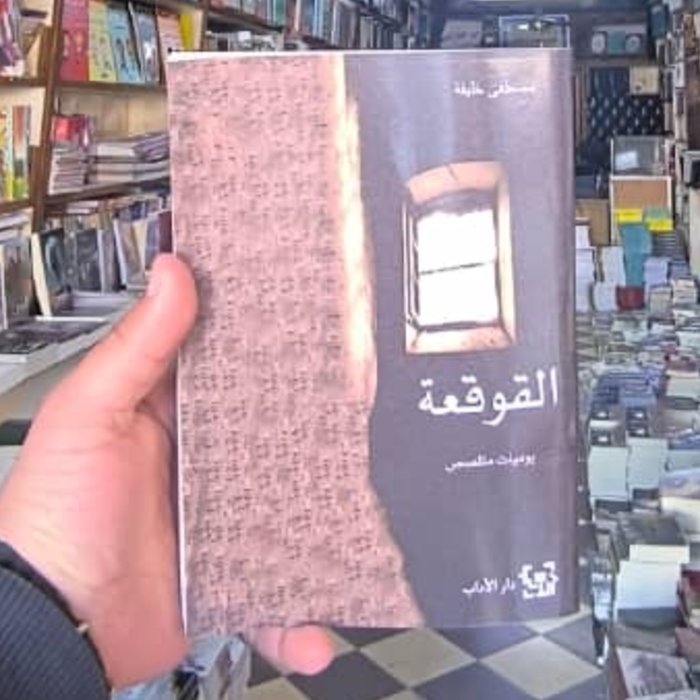 مصطفى خليفة
القوقعة
يوميات متلصص
دار الآداب